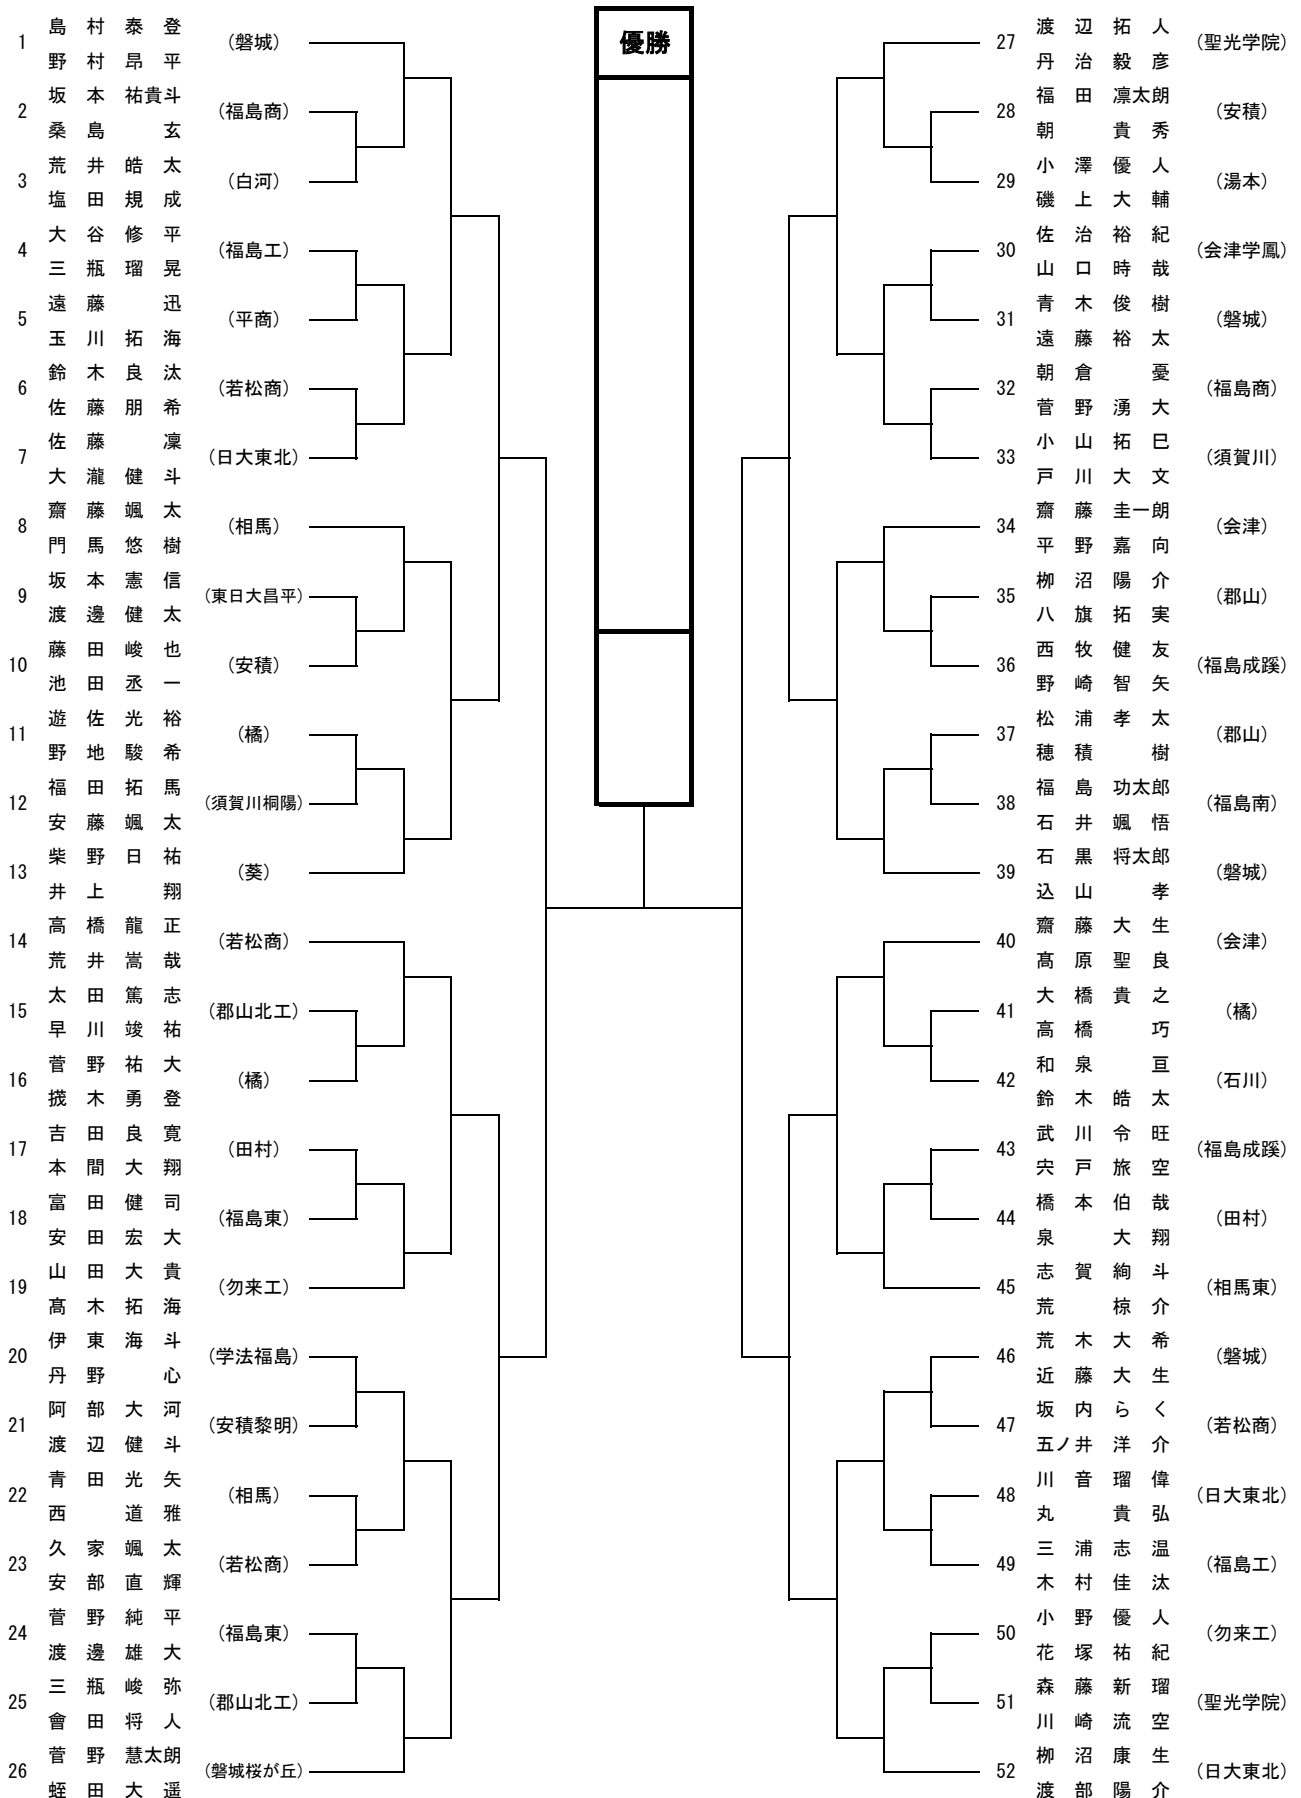 優勝
1 島村泰登 (磐城)
野村昂平
2 坂本祐貴斗 (福島商)
桑島玄
3 荒井皓太 (白河)
塩田規成
4 大谷修平 (福島工)
三瓶瑠晃
5 遠藤迅 (平商)
玉川拓海
6 鈴木良汰 (若松商)
佐藤朋希
7 佐藤凜 (日大東北)
大瀧健斗
8 齋藤颯太 (相馬)
門馬悠樹
9 坂本憲信 (東日大昌平)
渡邊健太
10 藤田峻也 (安積)
池田丞一
11 遊佐光裕 (橘)
野地駿希
12 福田拓馬 (須賀川桐陽)
安藤颯太
13 柴野日祐 (葵)
井上翔
14 高橋龍正 (若松商)
荒井嵩哉
15 太田篤志 (郡山北工)
早川竣祐
16 菅野祐大 (橘)
木勇登
17 吉田良寛 (田村)
本間大翔
18 富田健司 (福島東)
安田宏大
19 山田大貴 (勿来工)
髙木拓海
20 伊東海斗 (学法福島)
丹野心
21 阿部大河 (安積黎明)
渡辺健斗
22 青田光矢 (相馬)
西道雅
23 久家颯太 (若松商)
安部直輝
24 菅野純平 (福島東)
渡邊雄大
25 三瓶峻弥 (郡山北工)
會田将人
26 菅野慧太朗 (磐城桜が丘)
蛭田大遥
27 渡辺拓人 (聖光学院)
丹治毅彦
28 福田凛太朗 (安積)
朝貴秀
29 小澤優人 (湯本)
磯上大輔
30 佐治裕紀 (会津学鳳)
山口時哉
31 青木俊樹 (磐城)
遠藤裕太
32 朝倉憂 (福島商)
菅野湧大
33 小山拓巳 (須賀川)
戸川大文
34 齋藤圭一朗 (会津)
平野嘉向
35 栁沼陽介 (郡山)
八旗拓実
36 西牧健友 (福島成蹊)
野崎智矢
37 松浦孝太 (郡山)
穂積樹
38 福島功太郎 (福島南)
石井颯悟
39 石黒将太郎 (磐城)
込山孝
40 齋藤大生 (会津)
髙原聖良
41 大橋貴之 (橘)
高橋巧
42 和泉亘 (石川)
鈴木皓太
43 武川令旺 (福島成蹊)
宍戸旅空
44 橋本伯哉 (田村)
泉大翔
45 志賀絢斗 (相馬東)
荒椋介
46 荒木大希 (磐城)
近藤大生
47 坂内らく (若松商)
五ノ井洋介
48 川音瑠偉 (日大東北)
丸貴弘
49 三浦志温 (福島工)
木村佳汰
50 小野優人 (勿来工)
花塚祐紀
51 森藤新瑠 (聖光学院)
川崎流空
52 栁沼康生 (日大東北)
渡部陽介